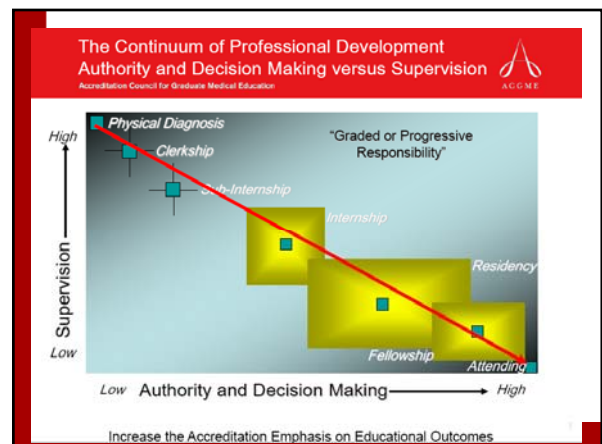 The Continuum of Professional Development
Authority and Decision Making versus Supervision
Accreditation Council for Graduate Medical Education
ACGME
Physical Diagnosis
High
"Graded or Progressive
Responsibility"
Clerkship
Sub-Internship
Internship
Supervision
Residency
Low
Fellowship
Attending
Low Authority and Decision Making High
Increase the Accreditation Emphasis on Educational Outcomes